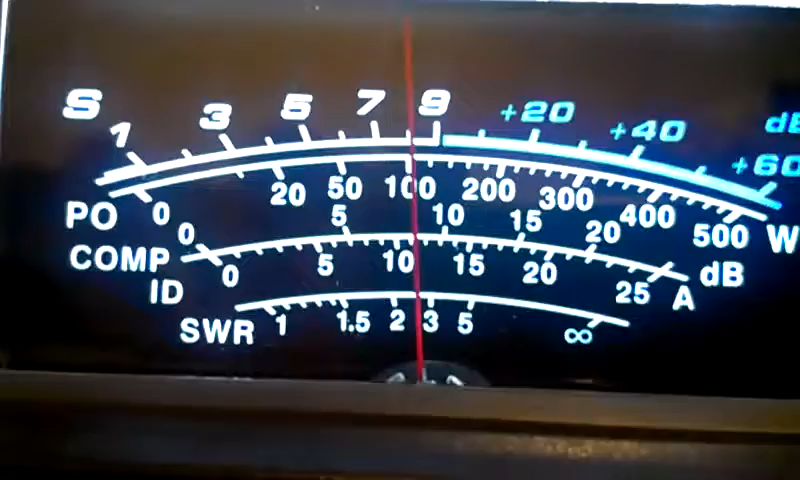 S 1 3 5 7 9 +20 +40 +60 dB
PO 0 20 50 100 200 300 400 500 W
COMP 0 5 10 15 20 dB
ID 0 5 10 15 20 25 A
SWR 1 1.5 2 3 5 ∞